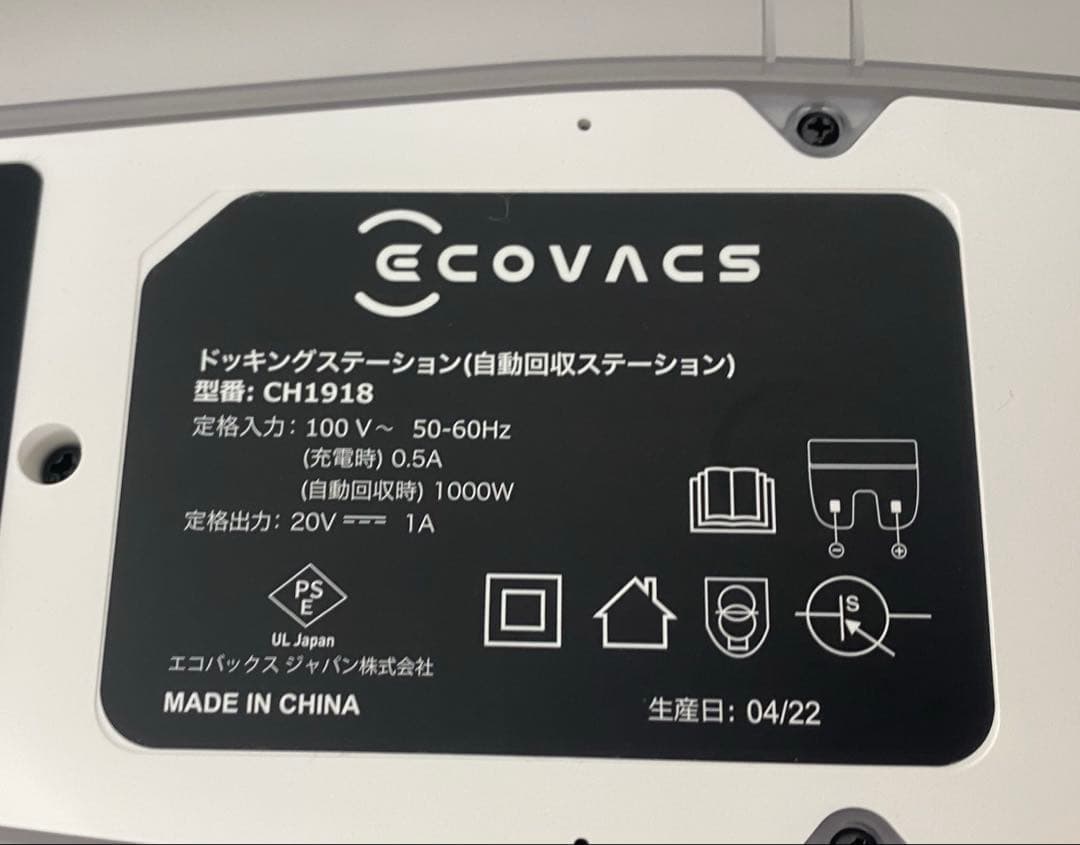 ECOVACS
ドッキングステーション(自動回収ステーション)
型番: CH1918
定格入力: 100 V～ 50-60Hz
(充電時) 0.5A
(自動回収時) 1000W
定格出力: 20V⎓ 1A
PS
E
UL Japan
エコバックス ジャパン株式会社
MADE IN CHINA
S
生産日: 04/22